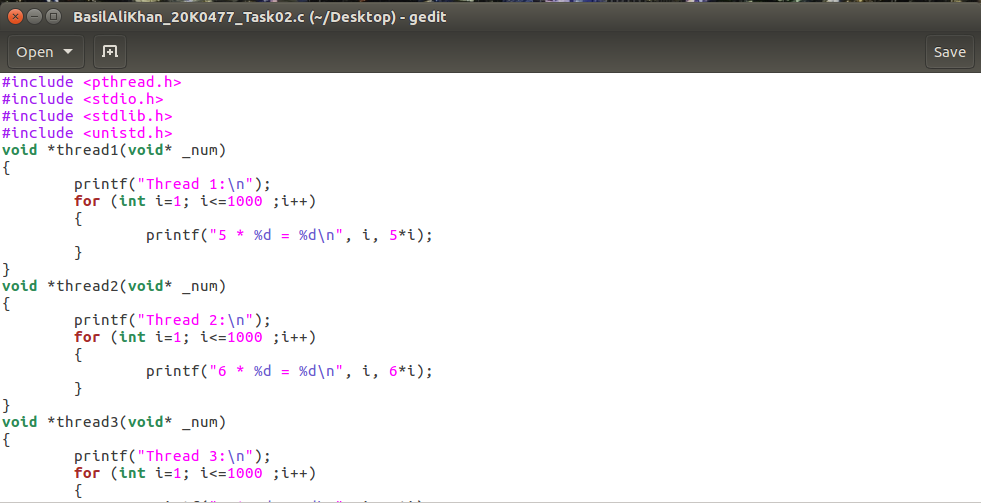 BasilAliKhan_20K0477_Task02.c (~/Desktop) - gedit
Open
Save
#include <pthread.h>
#include <stdio.h>
#include <stdlib.h>
#include <unistd.h>
void *thread1(void* _num)
{
        printf("Thread 1:\n");
        for (int i=1; i<=1000 ;i++)
        {
                printf("5 * %d = %d\n", i, 5*i);
        }
}
void *thread2(void* _num)
{
        printf("Thread 2:\n");
        for (int i=1; i<=1000 ;i++)
        {
                printf("6 * %d = %d\n", i, 6*i);
        }
}
void *thread3(void* _num)
{
        printf("Thread 3:\n");
        for (int i=1; i<=1000 ;i++)
        {